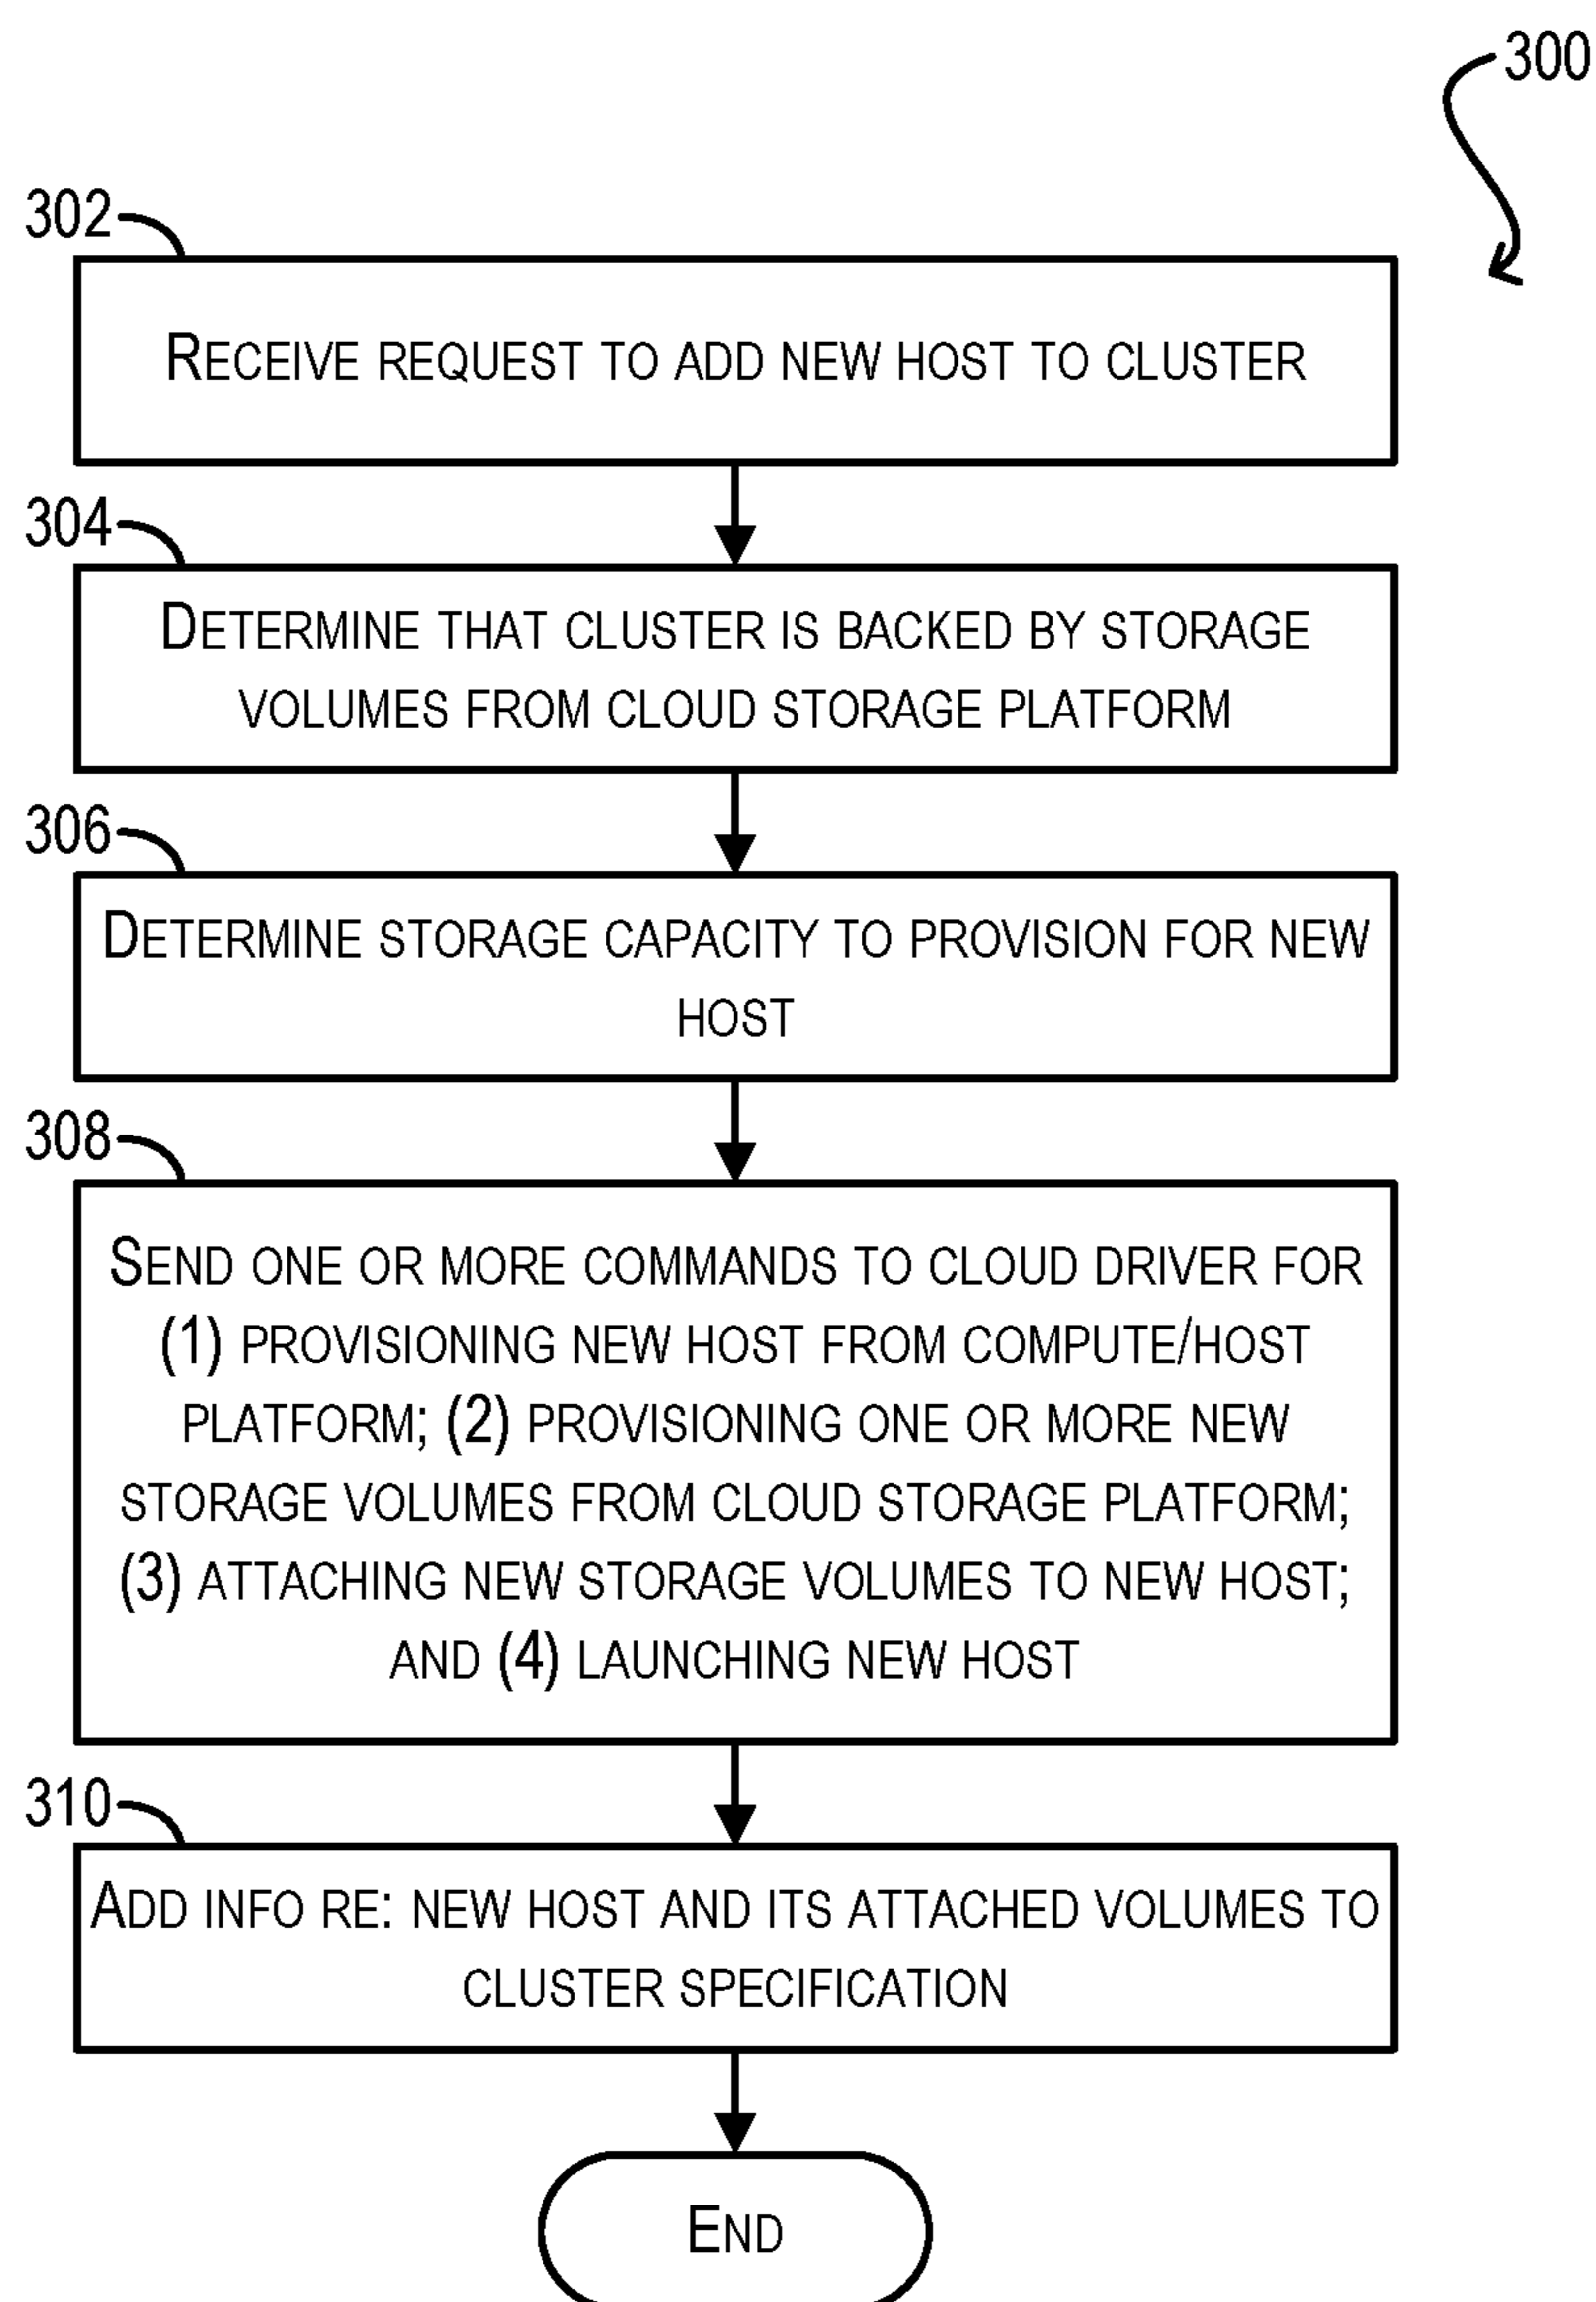 300
302
RECEIVE REQUEST TO ADD NEW HOST TO CLUSTER
304
DETERMINE THAT CLUSTER IS BACKED BY STORAGE
VOLUMES FROM CLOUD STORAGE PLATFORM
306
DETERMINE STORAGE CAPACITY TO PROVISION FOR NEW
HOST
308
SEND ONE OR MORE COMMANDS TO CLOUD DRIVER FOR
(1) PROVISIONING NEW HOST FROM COMPUTE/HOST
PLATFORM; (2) PROVISIONING ONE OR MORE NEW
STORAGE VOLUMES FROM CLOUD STORAGE PLATFORM;
(3) ATTACHING NEW STORAGE VOLUMES TO NEW HOST;
AND (4) LAUNCHING NEW HOST
310
ADD INFO RE: NEW HOST AND ITS ATTACHED VOLUMES TO
CLUSTER SPECIFICATION
END